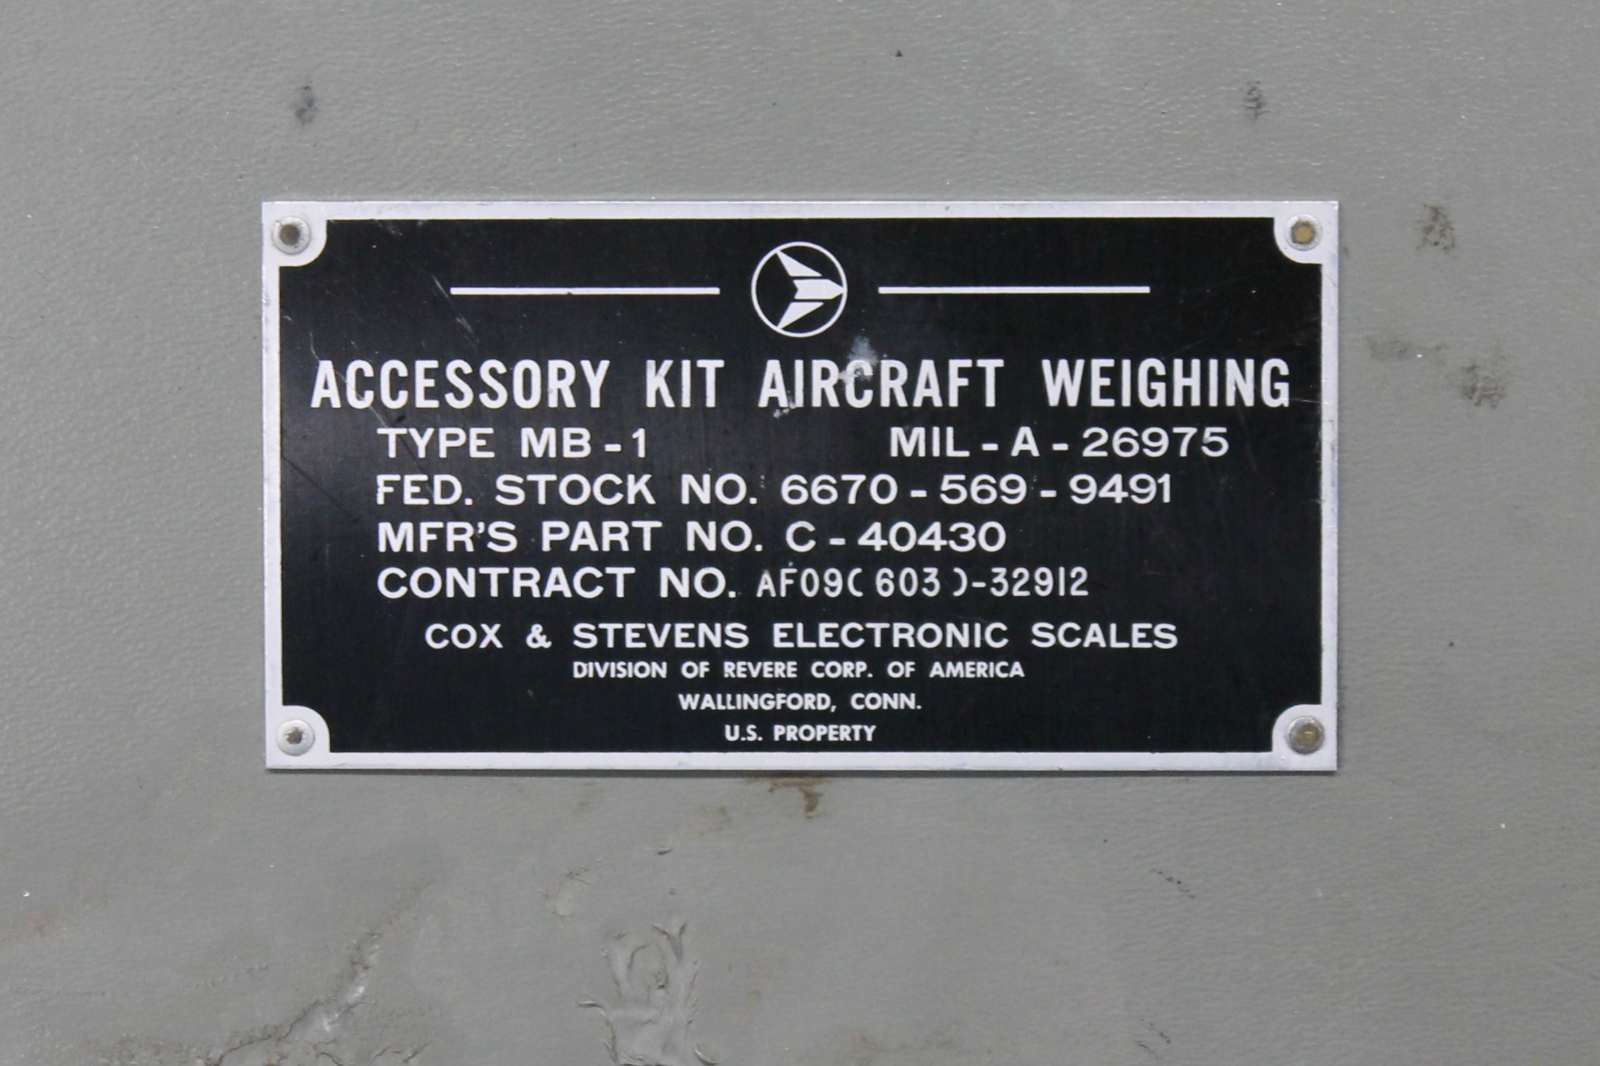 ACCESSORY KIT AIRCRAFT WEIGHING
TYPE MB-1 MIL-A-26975
FED. STOCK NO. 6670-569-9491
MFR'S PART NO. C-40430
CONTRACT NO. AF09(603)-32912
COX & STEVENS ELECTRONIC SCALES
DIVISION OF REVERE CORP. OF AMERICA
WALLINGFORD, CONN.
U.S. PROPERTY